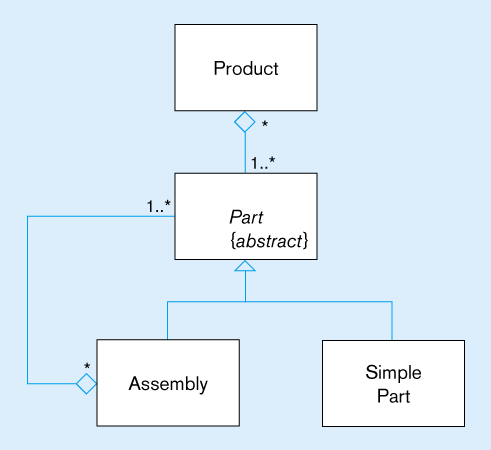 Product
*
1..*
1..*
Part
{abstract}
*
Assembly
Simple
Part